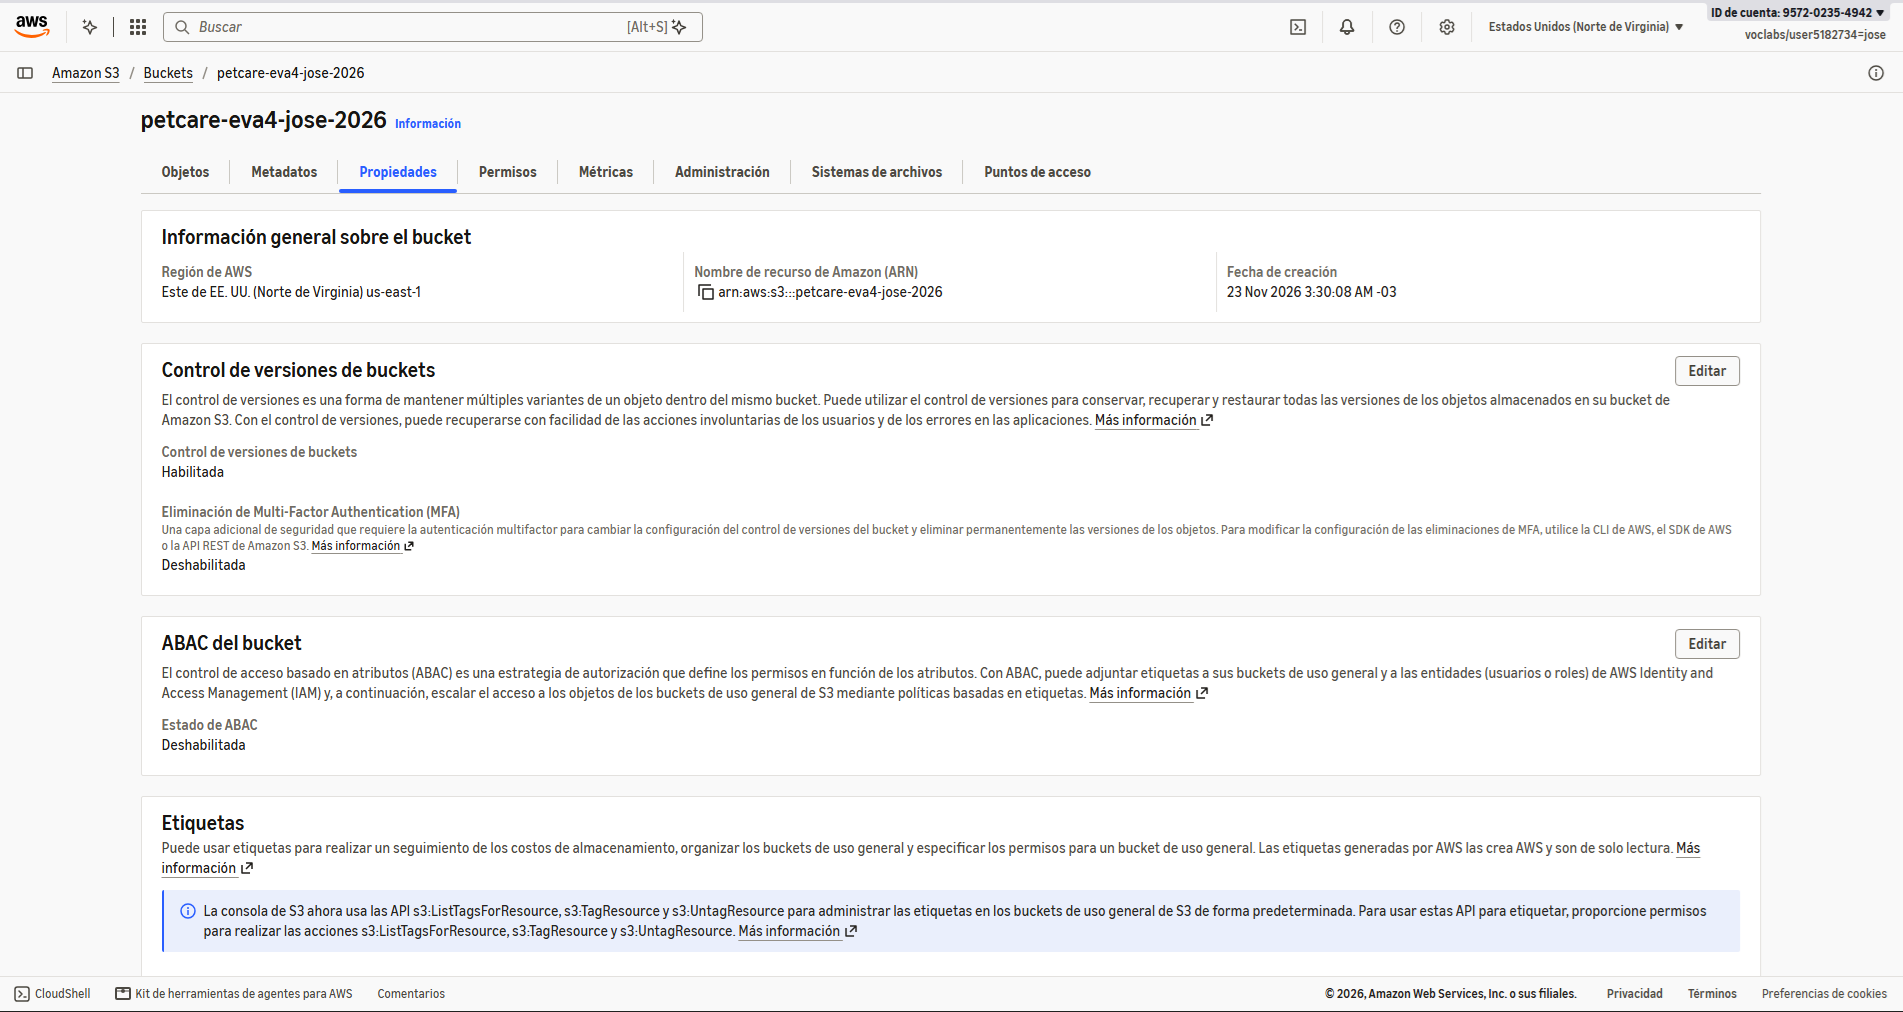 aws
Buscar [Alt+S]
Estados Unidos (Norte de Virginia)
ID de cuenta: 9572-0235-4942
voclabs/user5182734=jose
Amazon S3 / Buckets / petcare-eva4-jose-2026
petcare-eva4-jose-2026 Información
Objetos Metadatos Propiedades Permisos Métricas Administración Sistemas de archivos Puntos de acceso
Información general sobre el bucket
Región de AWS
Este de EE. UU. (Norte de Virginia) us-east-1
Nombre de recurso de Amazon (ARN)
arn:aws:s3:::petcare-eva4-jose-2026
Fecha de creación
23 Nov 2026 3:30:08 AM -03
Control de versiones de buckets
Editar
El control de versiones es una forma de mantener múltiples variantes de un objeto dentro del mismo bucket. Puede utilizar el control de versiones para conservar, recuperar y restaurar todas las versiones de los objetos almacenados en su bucket de
Amazon S3. Con el control de versiones, puede recuperarse con facilidad de las acciones involuntarias de los usuarios y de los errores en las aplicaciones. Más información
Control de versiones de buckets
Habilitada
Eliminación de Multi-Factor Authentication (MFA)
Una capa adicional de seguridad que requiere la autenticación multifactor para cambiar la configuración del control de versiones del bucket y eliminar permanentemente las versiones de los objetos. Para modificar la configuración de las eliminaciones de MFA, utilice la CLI de AWS, el SDK de AWS
o la API REST de Amazon S3. Más información
Deshabilitada
ABAC del bucket
Editar
El control de acceso basado en atributos (ABAC) es una estrategia de autorización que define los permisos en función de los atributos. Con ABAC, puede adjuntar etiquetas a sus buckets de uso general y a las entidades (usuarios o roles) de AWS Identity and
Access Management (IAM) y, a continuación, escalar el acceso a los objetos de los buckets de uso general de S3 mediante políticas basadas en etiquetas. Más información
Estado de ABAC
Deshabilitada
Etiquetas
Puede usar etiquetas para realizar un seguimiento de los costos de almacenamiento, organizar los buckets de uso general y especificar los permisos para un bucket de uso general. Las etiquetas generadas por AWS las crea AWS y son de solo lectura. Más
información
La consola de S3 ahora usa las API s3:ListTagsForResource, s3:TagResource y s3:UntagResource para administrar las etiquetas en los buckets de uso general de S3 de forma predeterminada. Para usar estas API para etiquetar, proporcione permisos
para realizar las acciones s3:ListTagsForResource, s3:TagResource y s3:UntagResource. Más información
CloudShell Kit de herramientas de agentes para AWS Comentarios
© 2026, Amazon Web Services, Inc. o sus filiales. Privacidad Términos Preferencias de cookies